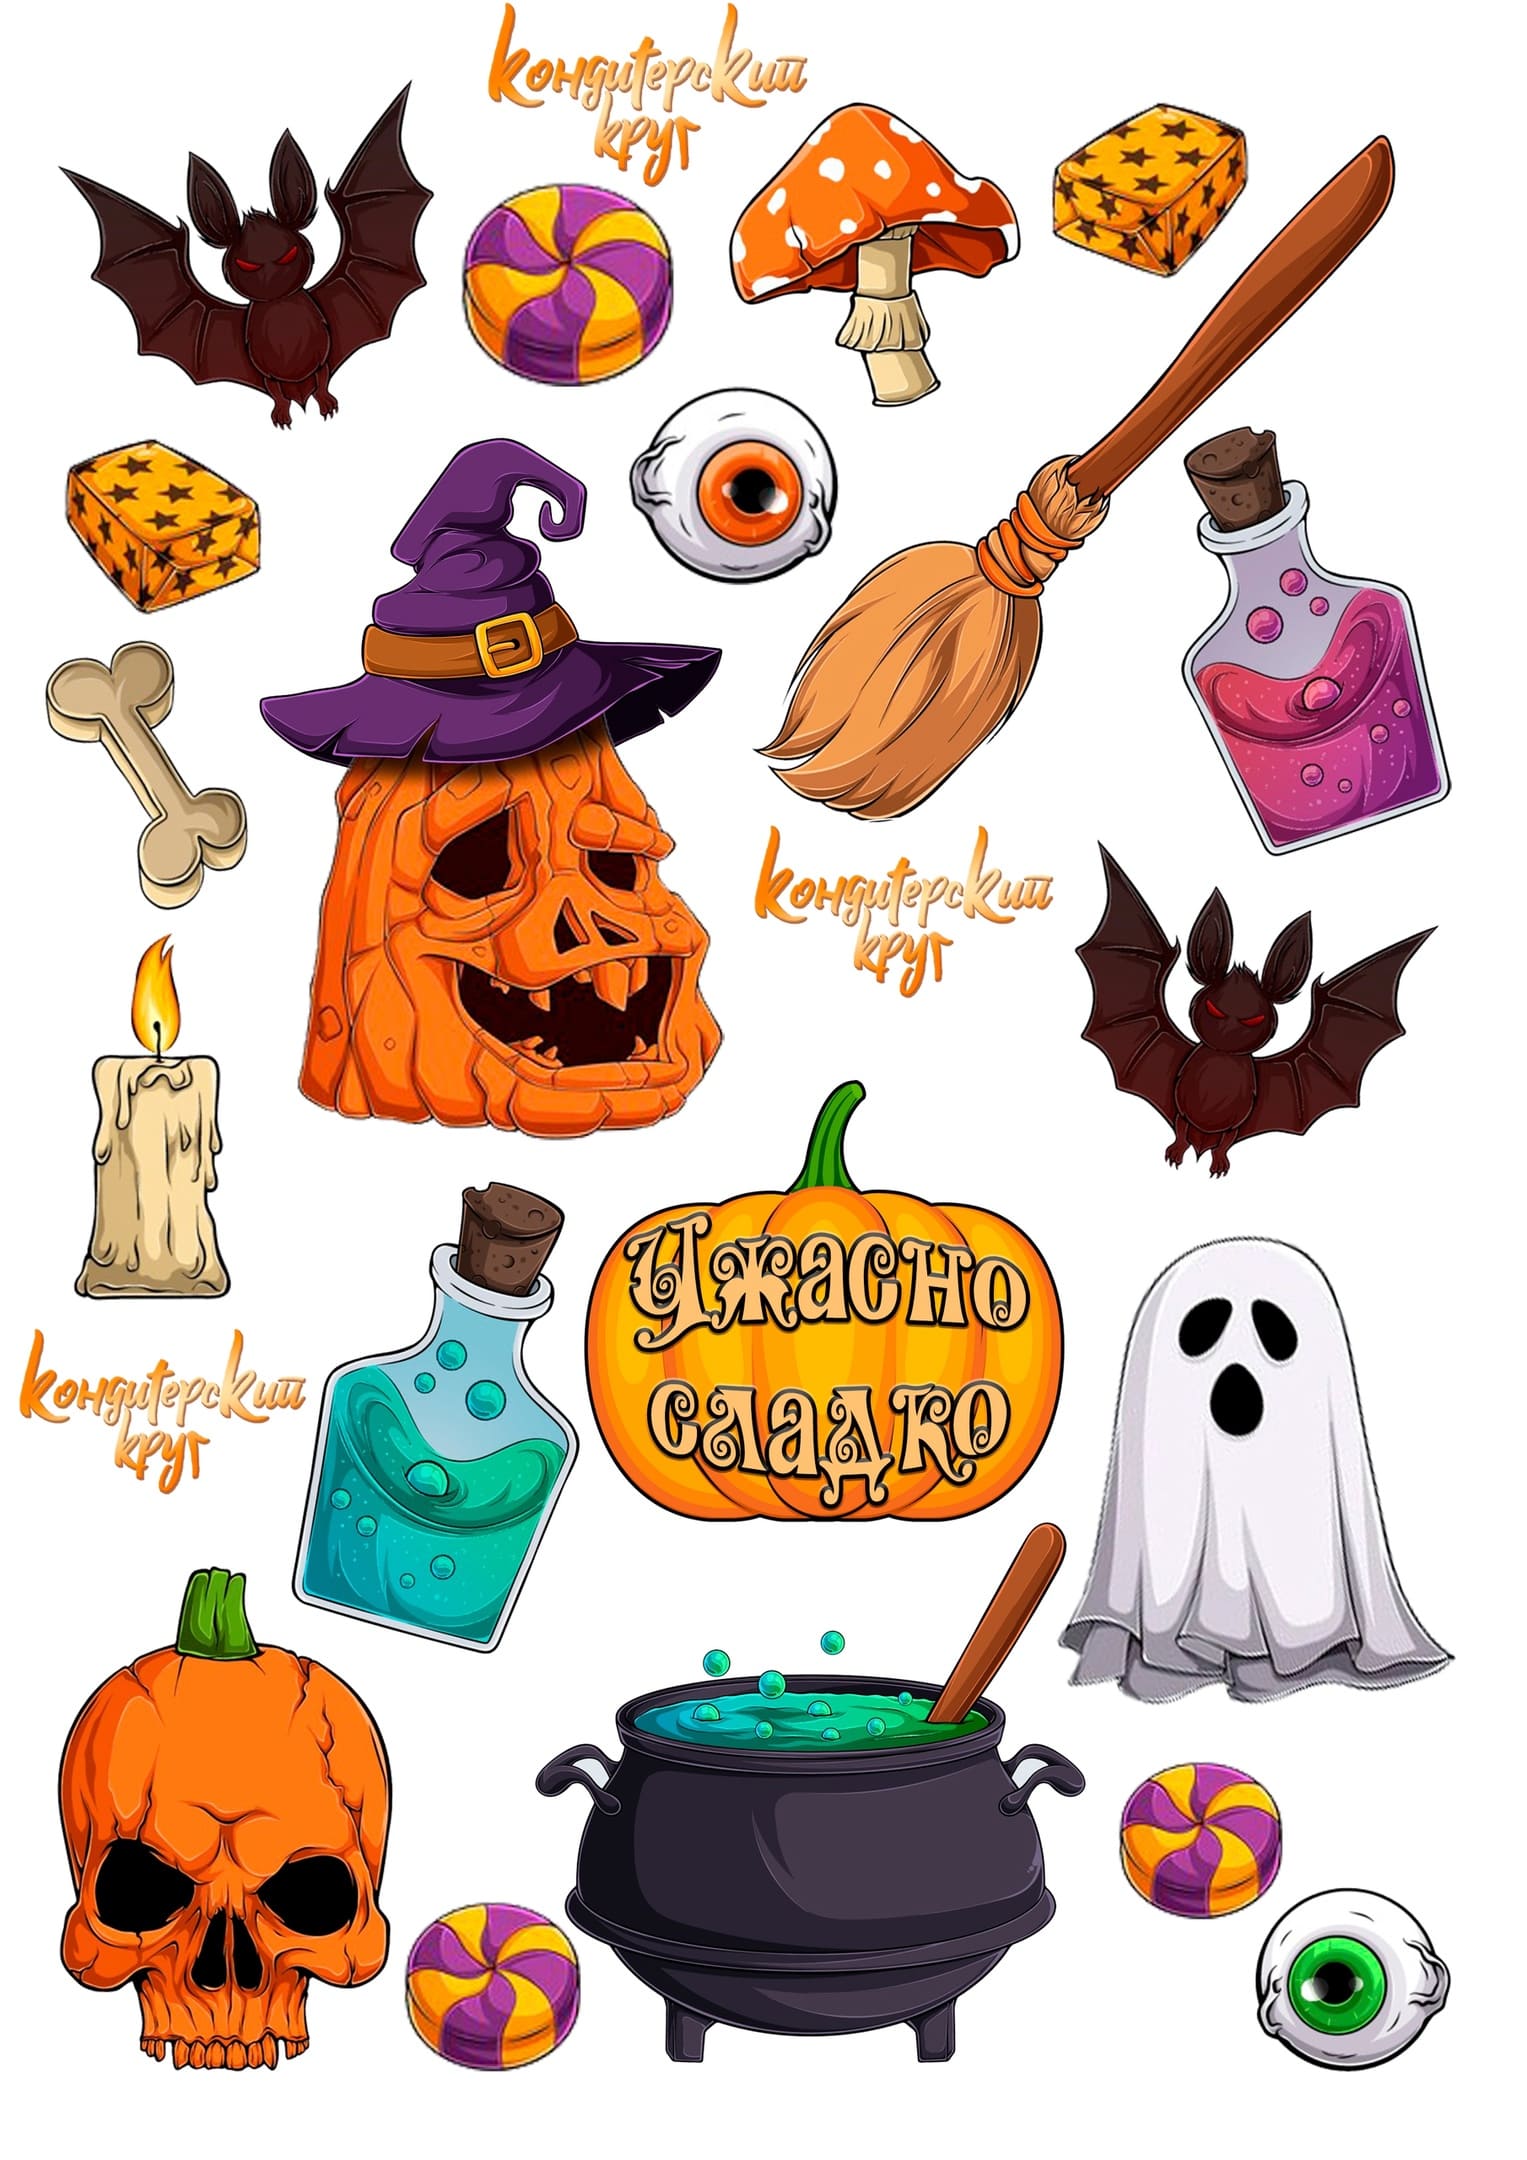 кондитерский
круг
кондитерский
круг
Ужасно
сладко
кондитерский
круг